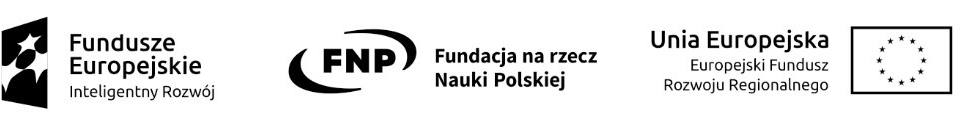 Fundusze
Europejskie
Inteligentny Rozwój
FNP
Fundacja na rzecz
Nauki Polskiej
Unia Europejska
Europejski Fundusz
Rozwoju Regionalnego